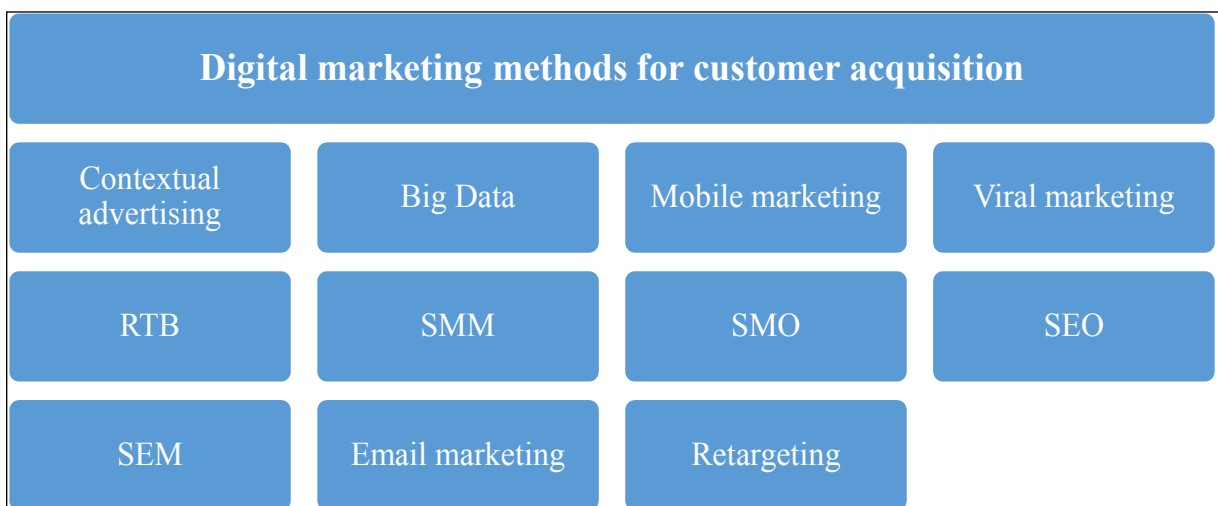 Digital marketing methods for customer acquisition
Contextual
advertising
Big Data
Mobile marketing
Viral marketing
RTB
SMM
SMO
SEO
SEM
Email marketing
Retargeting